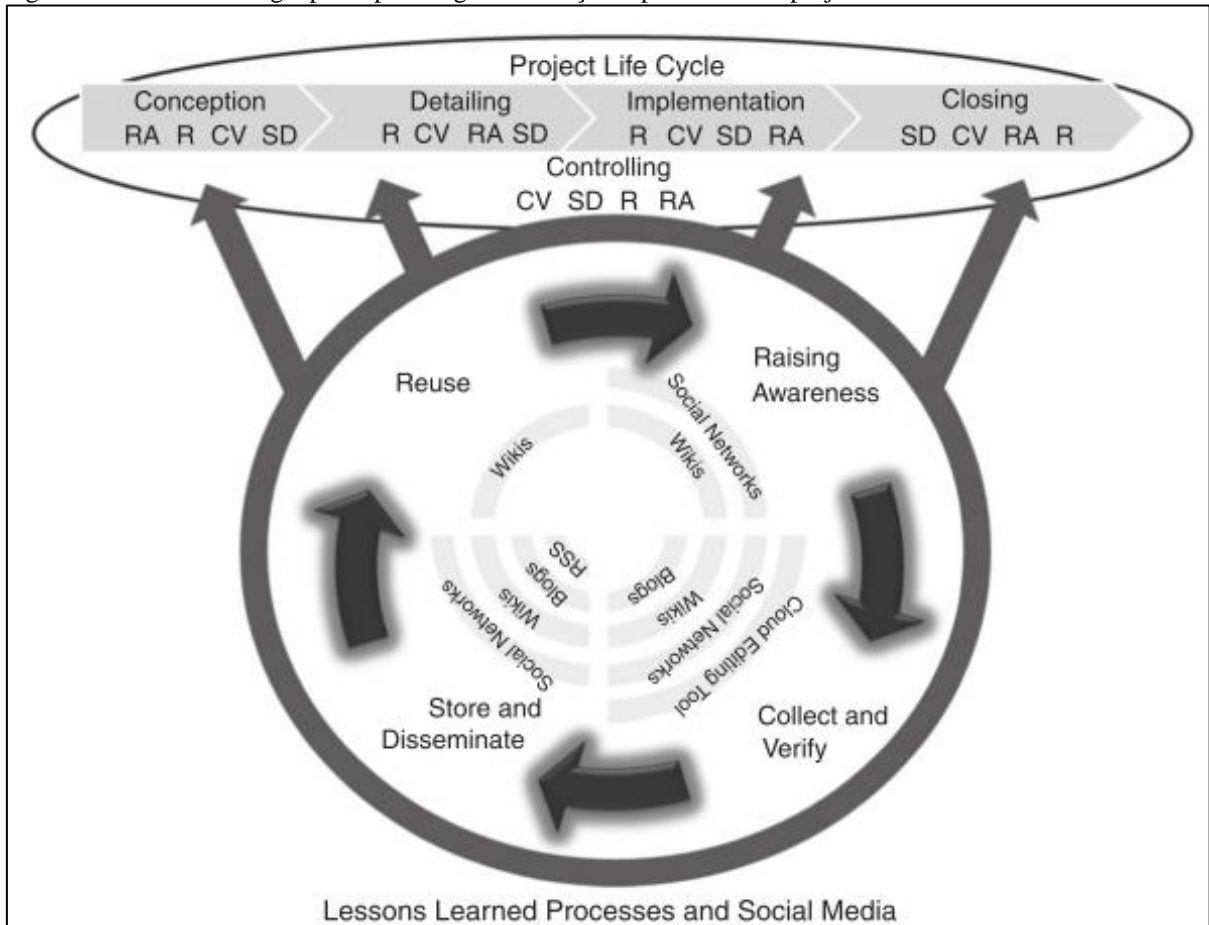 Project Life Cycle
Conception
RA R CV SD
Detailing
R CV RA SD
Implementation
R CV SD RA
Closing
SD CV RA R
Controlling
CV SD R RA
Reuse
Raising
Awareness
Social Networks
Wikis
Wikis
RSS
Blogs
Wikis
Social Networks
Blogs
Wikis
Social Networks
Cloud Editing Tool
Store and
Disseminate
Collect and
Verify
Lessons Learned Processes and Social Media